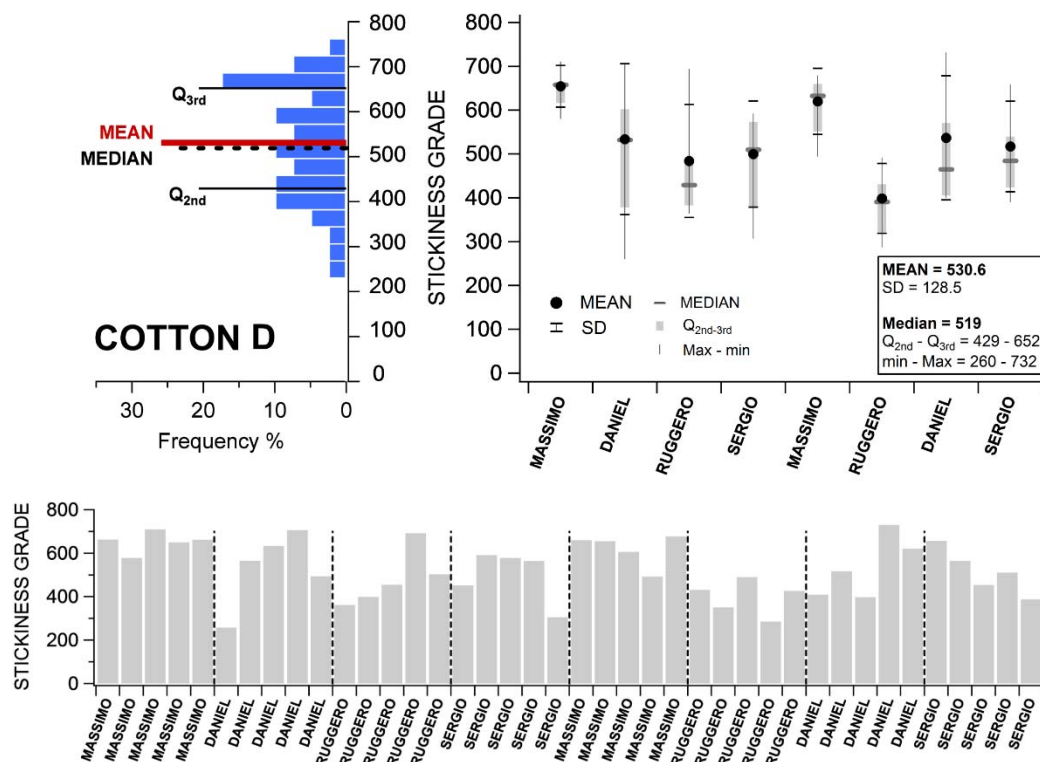 800
700
600
500
400
300
200
100
0
Q3rd
MEAN
MEDIAN
Q2nd
COTTON D
30
20
10
0
Frequency %
STICKINESS GRADE
800
700
600
500
400
300
200
100
0
MEAN
SD
MEDIAN
Q2nd-3rd
Max - min
MEAN = 530.6
SD = 128.5
Median = 519
Q2nd - Q3rd = 429 - 652
min - Max = 260 - 732
MASSIMO
DANIEL
RUGGERO
SERGIO
MASSIMO
RUGGERO
DANIEL
SERGIO
STICKINESS GRADE
800
600
400
200
0
MASSIMO
MASSIMO
MASSIMO
MASSIMO
MASSIMO
DANIEL
DANIEL
DANIEL
DANIEL
DANIEL
RUGGERO
RUGGERO
RUGGERO
RUGGERO
RUGGERO
SERGIO
SERGIO
SERGIO
SERGIO
SERGIO
MASSIMO
MASSIMO
MASSIMO
MASSIMO
MASSIMO
RUGGERO
RUGGERO
RUGGERO
RUGGERO
RUGGERO
DANIEL
DANIEL
DANIEL
DANIEL
DANIEL
SERGIO
SERGIO
SERGIO
SERGIO
SERGIO